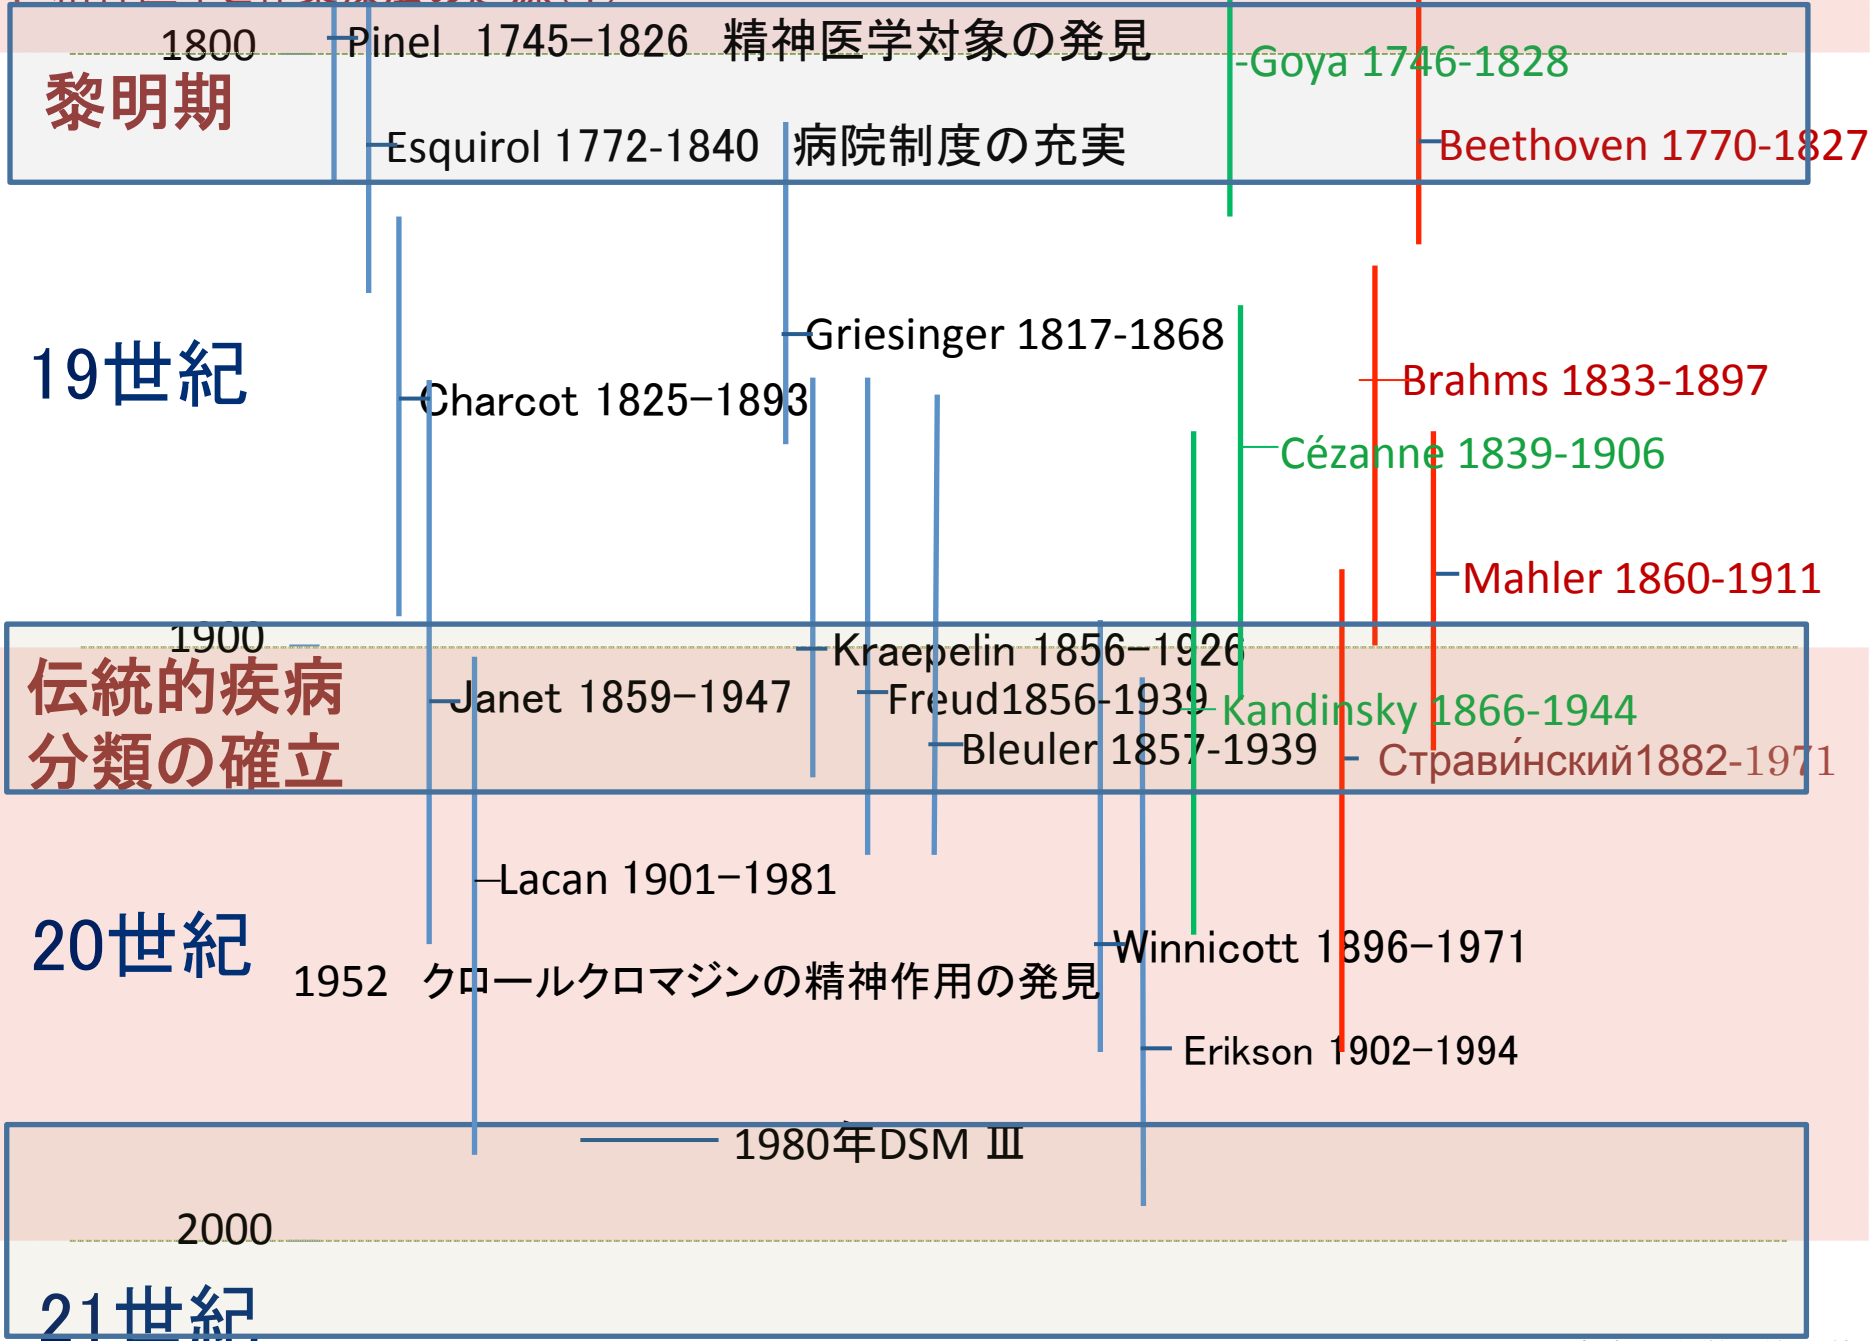 1800
Pinel 1745−1826 精神医学対象の発見
-Goya 1746-1828
黎明期
Esquirol 1772-1840 病院制度の充実
Beethoven 1770-1827
19世紀
Griesinger 1817-1868
Charcot 1825−1893
Brahms 1833-1897
Cézanne 1839-1906
Mahler 1860-1911
1900
Kraepelin 1856−1926
伝統的疾病
分類の確立
Janet 1859−1947
Freud1856-1939
Kandinsky 1866-1944
Bleuler 1857-1939
Страви́нский1882-1971
Lacan 1901−1981
20世紀
Winnicott 1896−1971
1952 クロールクロマジンの精神作用の発見
Erikson 1902−1994
1980年DSM Ⅲ
2000
21世紀